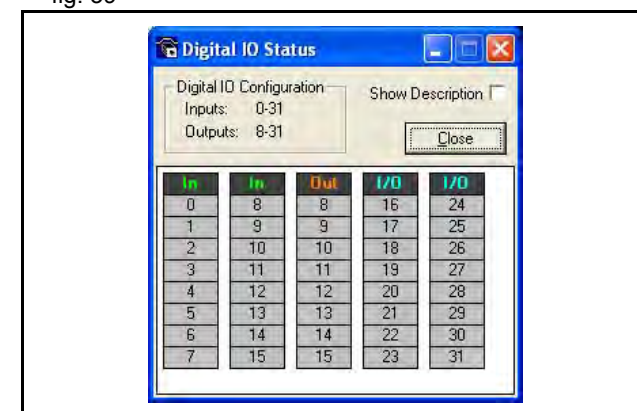 Digital IO Status
Digital IO Configuration
Inputs: 0-31
Outputs: 8-31
Show Description
Close
In In Out I/O I/O
0 8 8 16 24
1 9 9 17 25
2 10 10 18 26
3 11 11 19 27
4 12 12 20 28
5 13 13 21 29
6 14 14 22 30
7 15 15 23 31